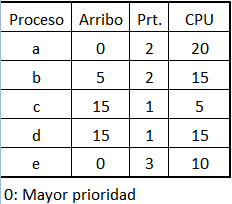 Proceso Arribo Prt. CPU
a 0 2 20
b 5 2 15
c 15 1 5
d 15 1 15
e 0 3 10
0: Mayor prioridad